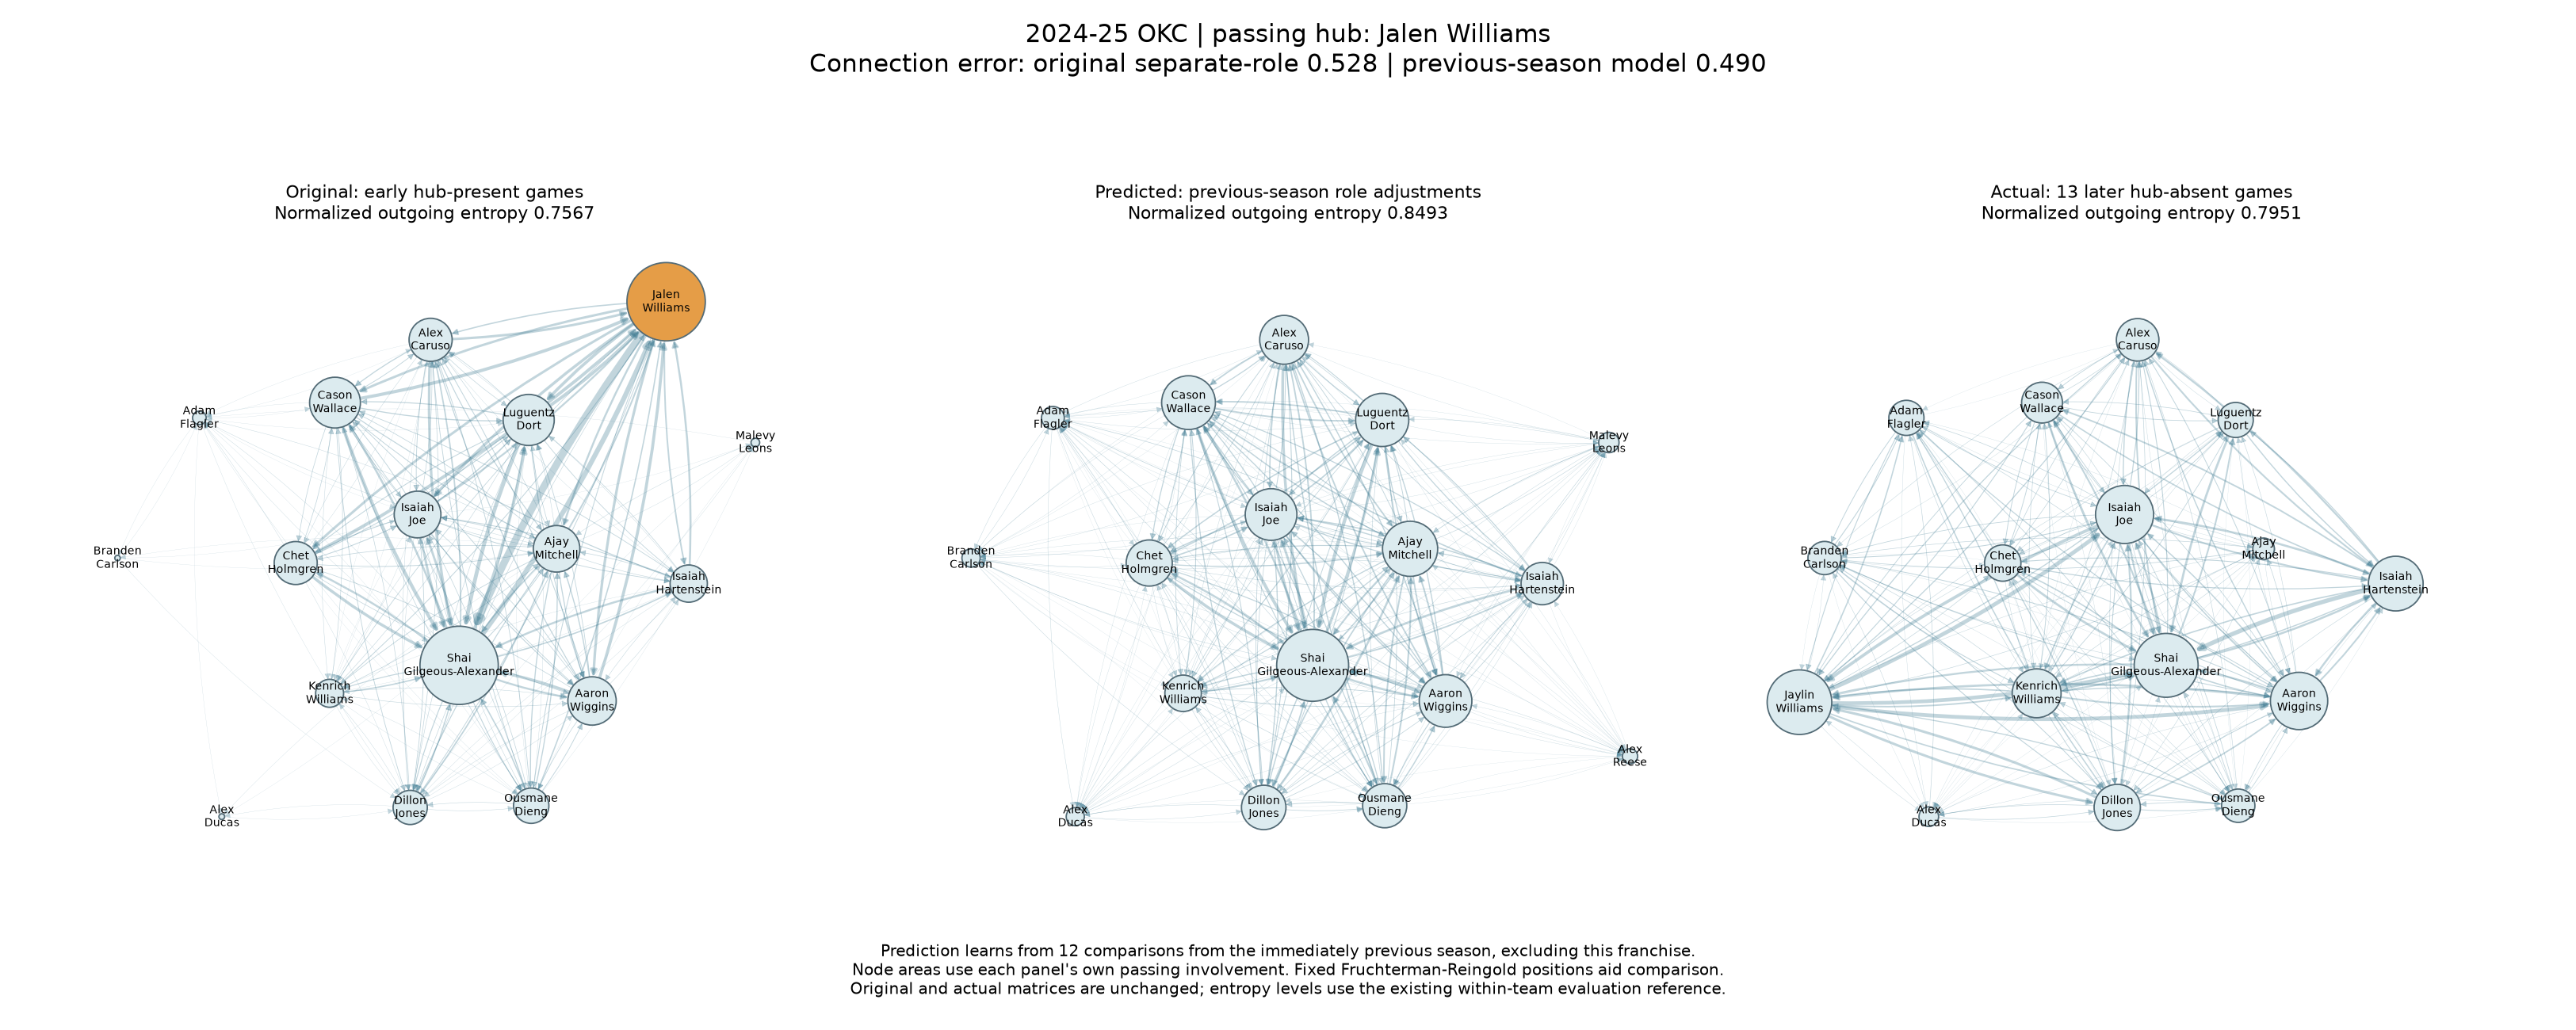 2024-25 OKC | passing hub: Jalen Williams
Connection error: original separate-role 0.528 | previous-season model 0.490
Original: early hub-present games
Normalized outgoing entropy 0.7567
Jalen
Williams
Alex
Caruso
Cason
Wallace
Adam
Flagler
Luguentz
Dort
Malevy
Leons
Isaiah
Joe
Branden
Carlson
Chet
Holmgren
Ajay
Mitchell
Isaiah
Hartenstein
Shai
Gilgeous-Alexander
Kenrich
Williams
Aaron
Wiggins
Alex
Ducas
Dillon
Jones
Ousmane
Dieng
Predicted: previous-season role adjustments
Normalized outgoing entropy 0.8493
Alex
Caruso
Cason
Wallace
Adam
Flagler
Luguentz
Dort
Malevy
Leons
Isaiah
Joe
Branden
Carlson
Chet
Holmgren
Ajay
Mitchell
Isaiah
Hartenstein
Shai
Gilgeous-Alexander
Kenrich
Williams
Aaron
Wiggins
Alex
Reese
Alex
Ducas
Dillon
Jones
Ousmane
Dieng
Actual: 13 later hub-absent games
Normalized outgoing entropy 0.7951
Alex
Caruso
Cason
Wallace
Adam
Flagler
Luguentz
Dort
Isaiah
Joe
Branden
Carlson
Chet
Holmgren
Ajay
Mitchell
Isaiah
Hartenstein
Shai
Gilgeous-Alexander
Jaylin
Williams
Kenrich
Williams
Aaron
Wiggins
Alex
Ducas
Dillon
Jones
Ousmane
Dieng
Prediction learns from 12 comparisons from the immediately previous season, excluding this franchise.
Node areas use each panel's own passing involvement. Fixed Fruchterman-Reingold positions aid comparison.
Original and actual matrices are unchanged; entropy levels use the existing within-team evaluation reference.